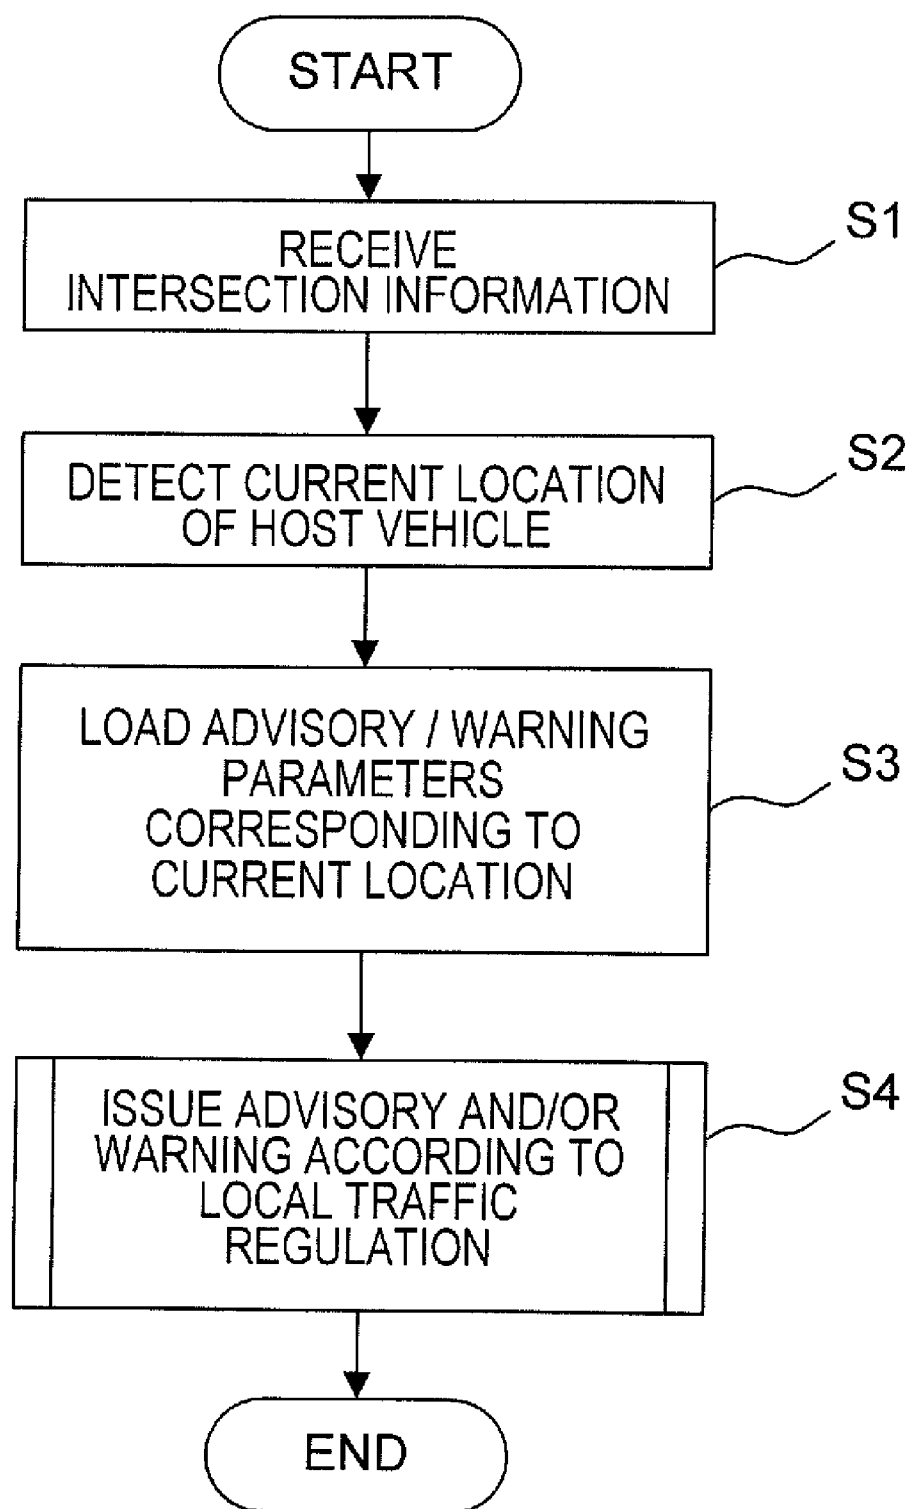 START
S1
RECEIVE
INTERSECTION INFORMATION
S2
DETECT CURRENT LOCATION
OF HOST VEHICLE
S3
LOAD ADVISORY / WARNING
PARAMETERS
CORRESPONDING TO
CURRENT LOCATION
S4
ISSUE ADVISORY AND/OR
WARNING ACCORDING TO
LOCAL TRAFFIC
REGULATION
END